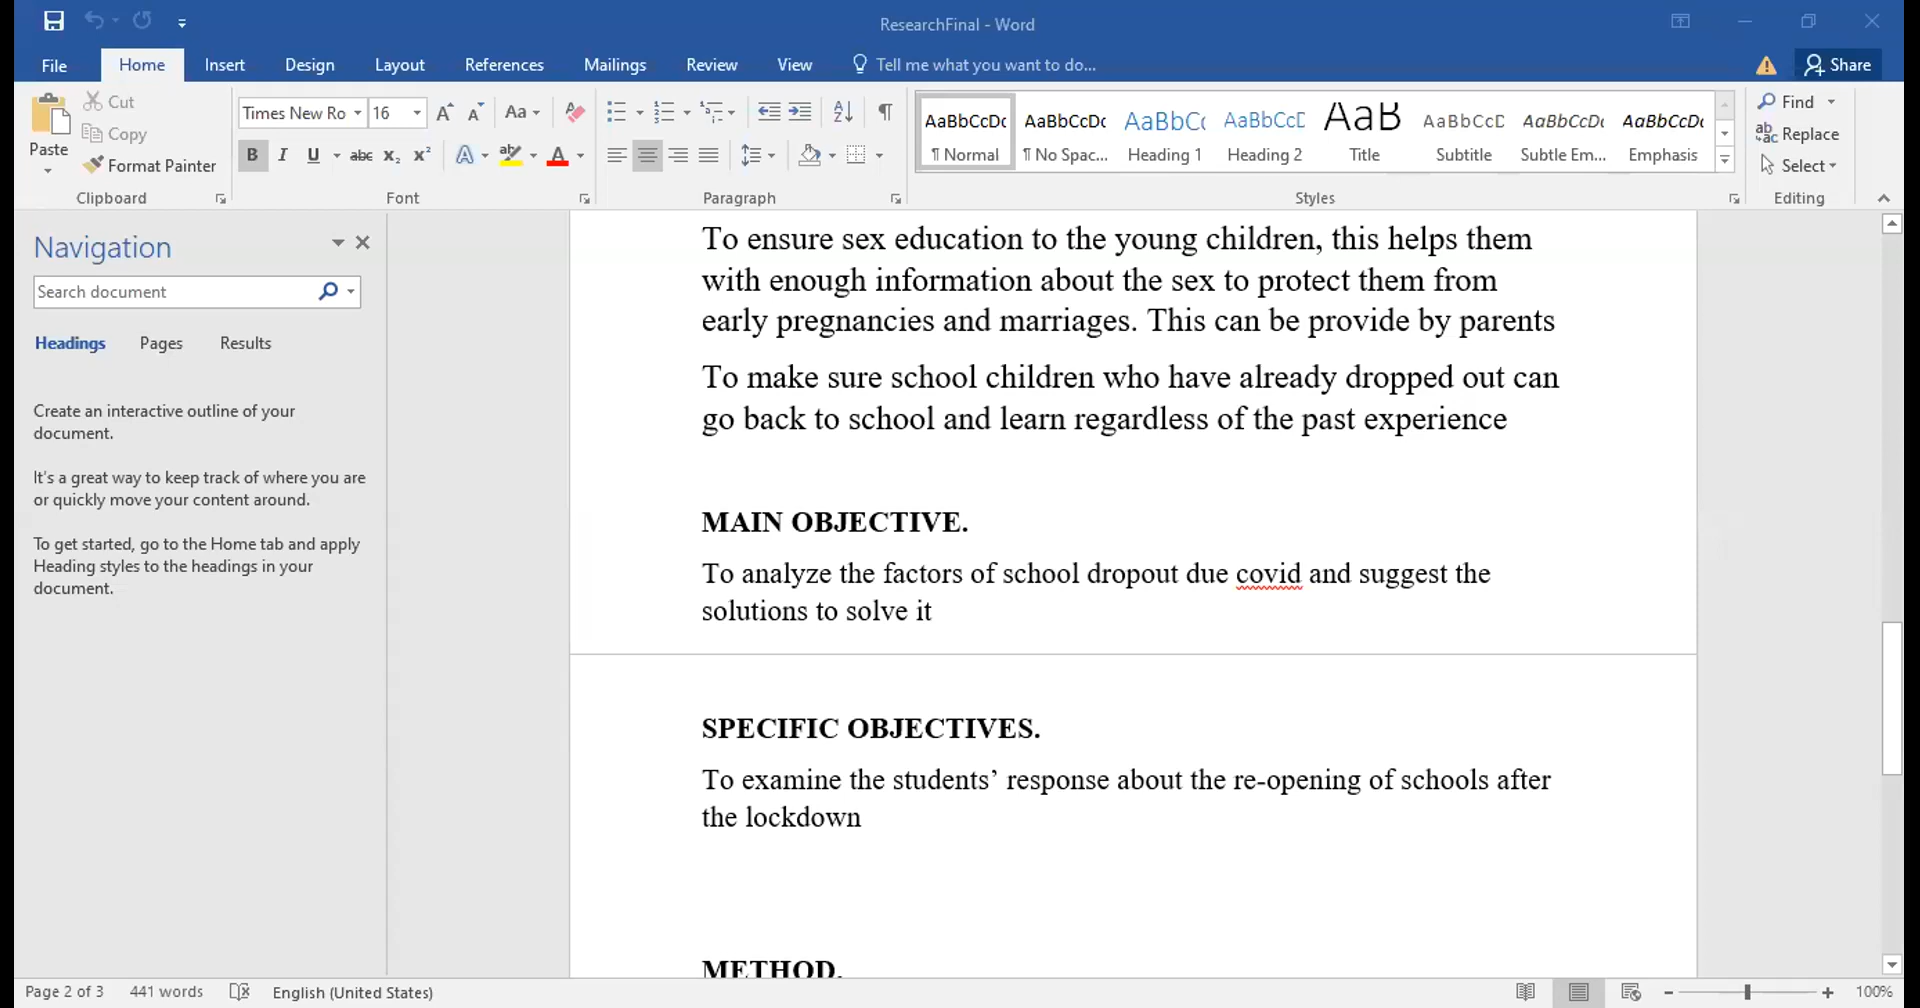 ResearchFinal - Word
File Home Insert Design Layout References Mailings Review View Tell me what you want to do... Share
Paste
Cut
Copy
Format Painter
Clipboard
Times New Ro 16
Font
Paragraph
AaBbCcDc AaBbCcDc AaBbC AaBbCcD AaB AaBbCcD AaBbCcDc AaBbCcDc
¶ Normal ¶ No Spac... Heading 1 Heading 2 Title Subtitle Subtle Em... Emphasis
Styles
Find
Replace
Select
Editing
Navigation
Search document
Headings Pages Results
Create an interactive outline of your
document.
It's a great way to keep track of where you are
or quickly move your content around.
To get started, go to the Home tab and apply
Heading styles to the headings in your
document.
To ensure sex education to the young children, this helps them
with enough information about the sex to protect them from
early pregnancies and marriages. This can be provide by parents
To make sure school children who have already dropped out can
go back to school and learn regardless of the past experience
MAIN OBJECTIVE.
To analyze the factors of school dropout due covid and suggest the
solutions to solve it
SPECIFIC OBJECTIVES.
To examine the students’ response about the re-opening of schools after
the lockdown
METHOD.
Page 2 of 3 441 words English (United States) 100%